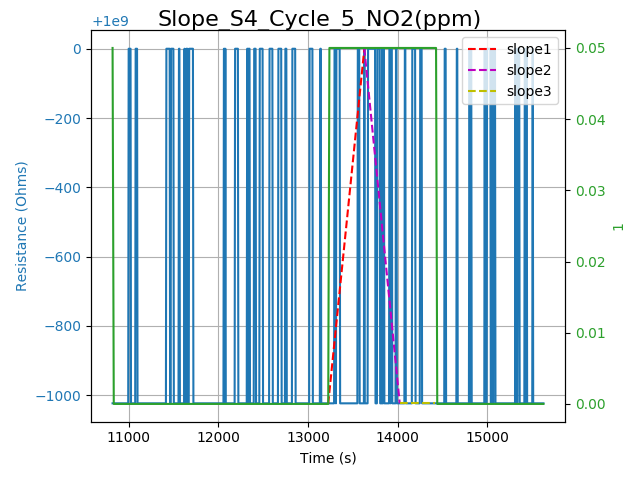 Slope_S4_Cycle_5_NO2(ppm)
+1e9
slope1
slope2
slope3
0
−200
−400
−600
−800
−1000
Resistance (Ohms)
0.05
0.04
0.03
0.02
0.01
0.00
1
11000 12000 13000 14000 15000
Time (s)